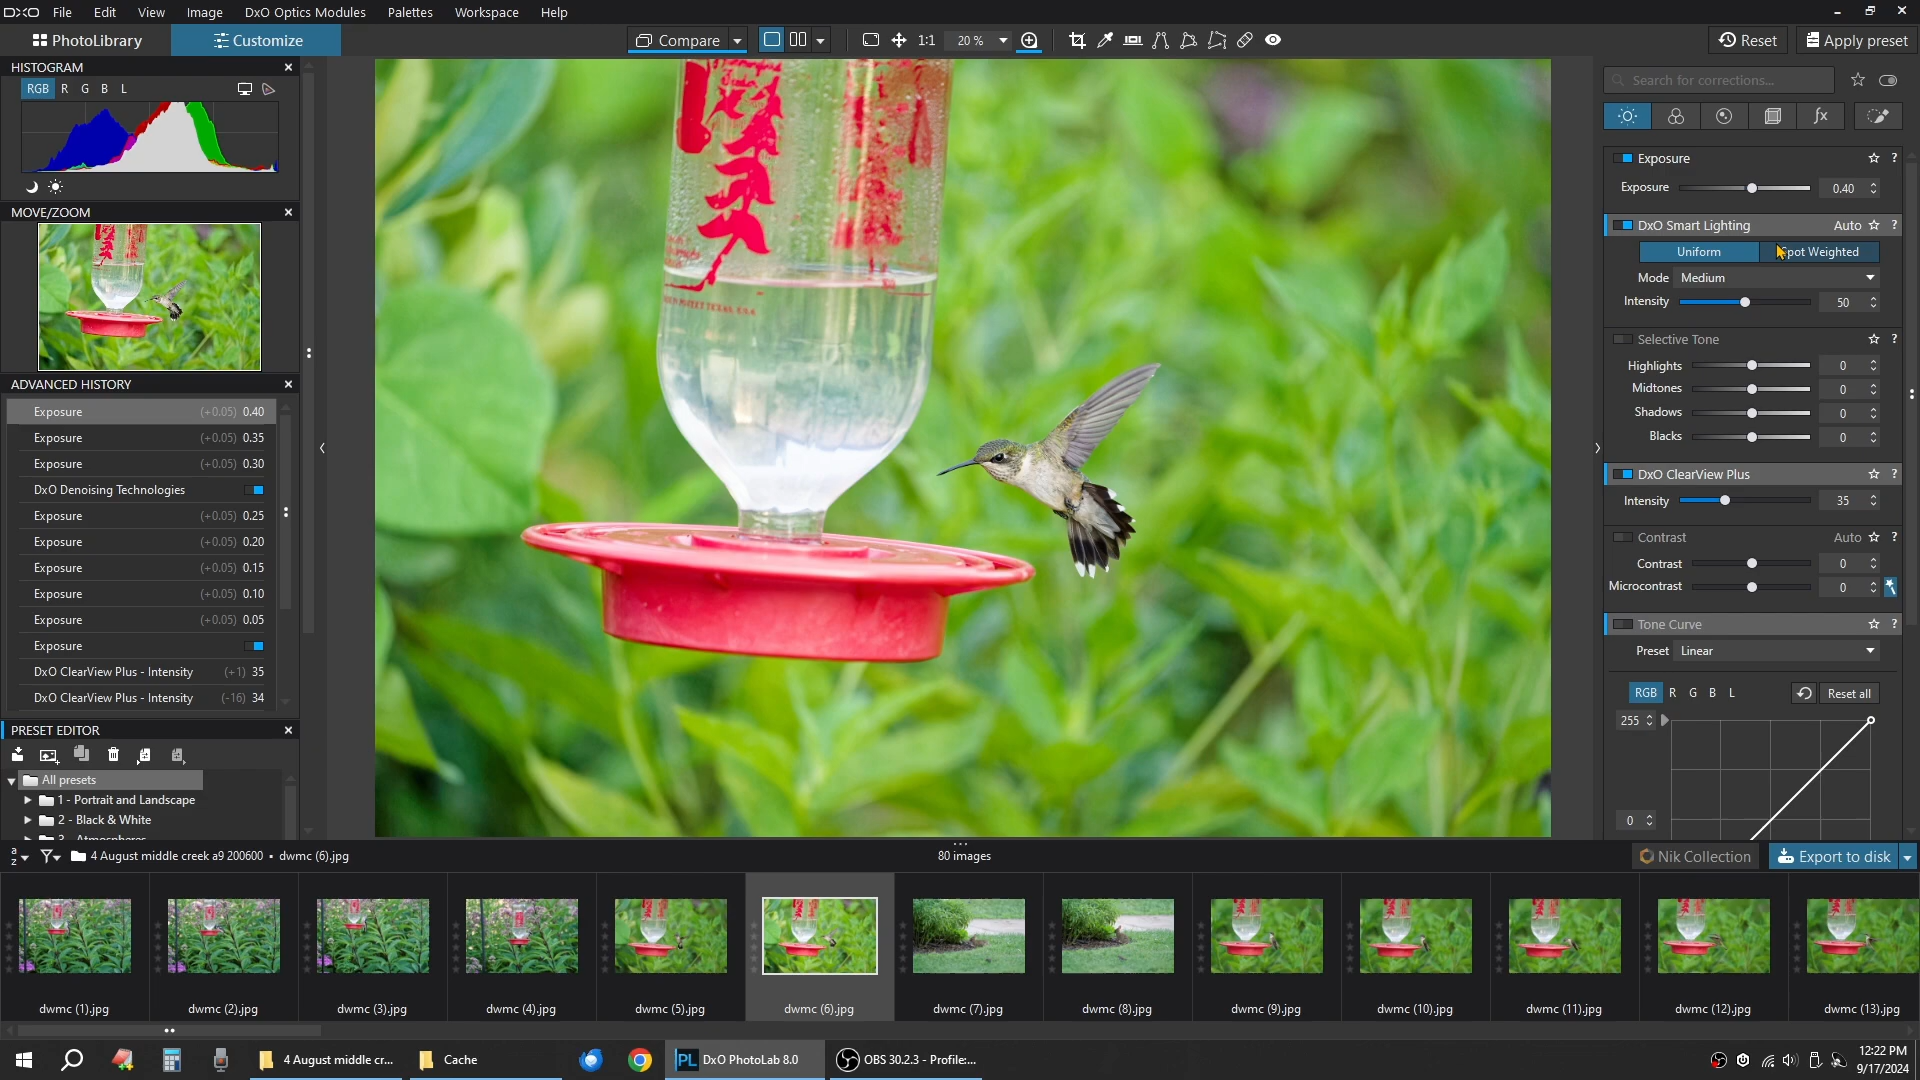 DXO File Edit View Image DxO Optics Modules Palettes Workspace Help
PhotoLibrary Customize Compare 1:1 20 % Reset Apply preset
HISTOGRAM
RGB R G B L
MOVE/ZOOM
ADVANCED HISTORY
Exposure (+0.05) 0.40
Exposure (+0.05) 0.35
Exposure (+0.05) 0.30
DxO Denoising Technologies
Exposure (+0.05) 0.25
Exposure (+0.05) 0.20
Exposure (+0.05) 0.15
Exposure (+0.05) 0.10
Exposure (+0.05) 0.05
Exposure
DxO ClearView Plus - Intensity (+1) 35
DxO ClearView Plus - Intensity (-16) 34
PRESET EDITOR
All presets
1 - Portrait and Landscape
2 - Black & White
3 - Atmospheres
Search for corrections...
fx
Exposure ?
Exposure 0.40
DxO Smart Lighting Auto ?
Uniform Spot Weighted
Mode Medium
Intensity 50
Selective Tone ?
Highlights 0
Midtones 0
Shadows 0
Blacks 0
DxO ClearView Plus ?
Intensity 35
Contrast Auto ?
Contrast 0
Microcontrast 0
Tone Curve ?
Preset Linear
RGB R G B L Reset all
255
0
4 August middle creek a9 200600 • dwmc (6).jpg 80 images Nik Collection Export to disk
dwmc (1).jpg dwmc (2).jpg dwmc (3).jpg dwmc (4).jpg dwmc (5).jpg dwmc (6).jpg dwmc (7).jpg dwmc (8).jpg dwmc (9).jpg dwmc (10).jpg dwmc (11).jpg dwmc (12).jpg dwmc (13).jpg
4 August middle cr... Cache PL DxO PhotoLab 8.0 OBS 30.2.3 - Profile:...
12:22 PM
9/17/2024